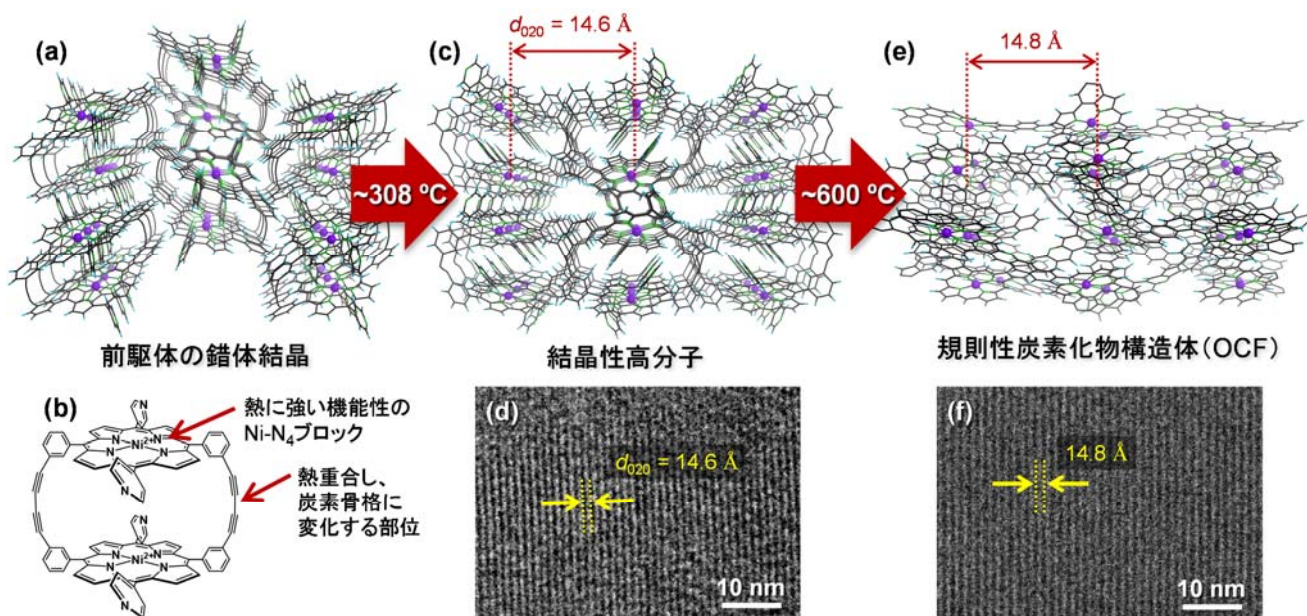 (a)
(c)
d020 = 14.6 Å
(e)
14.8 Å
~308 ºC
~600 ºC
前駆体の錯体結晶
結晶性高分子
規則性炭素化物構造体(OCF)
(b)
熱に強い機能性の
Ni-N4ブロック
熱重合し、
炭素骨格に
変化する部位
N
N
Ni2+
N
N
N
N
N
Ni2+
N
N
N
(d)
d020 = 14.6 Å
10 nm
(f)
14.8 Å
10 nm